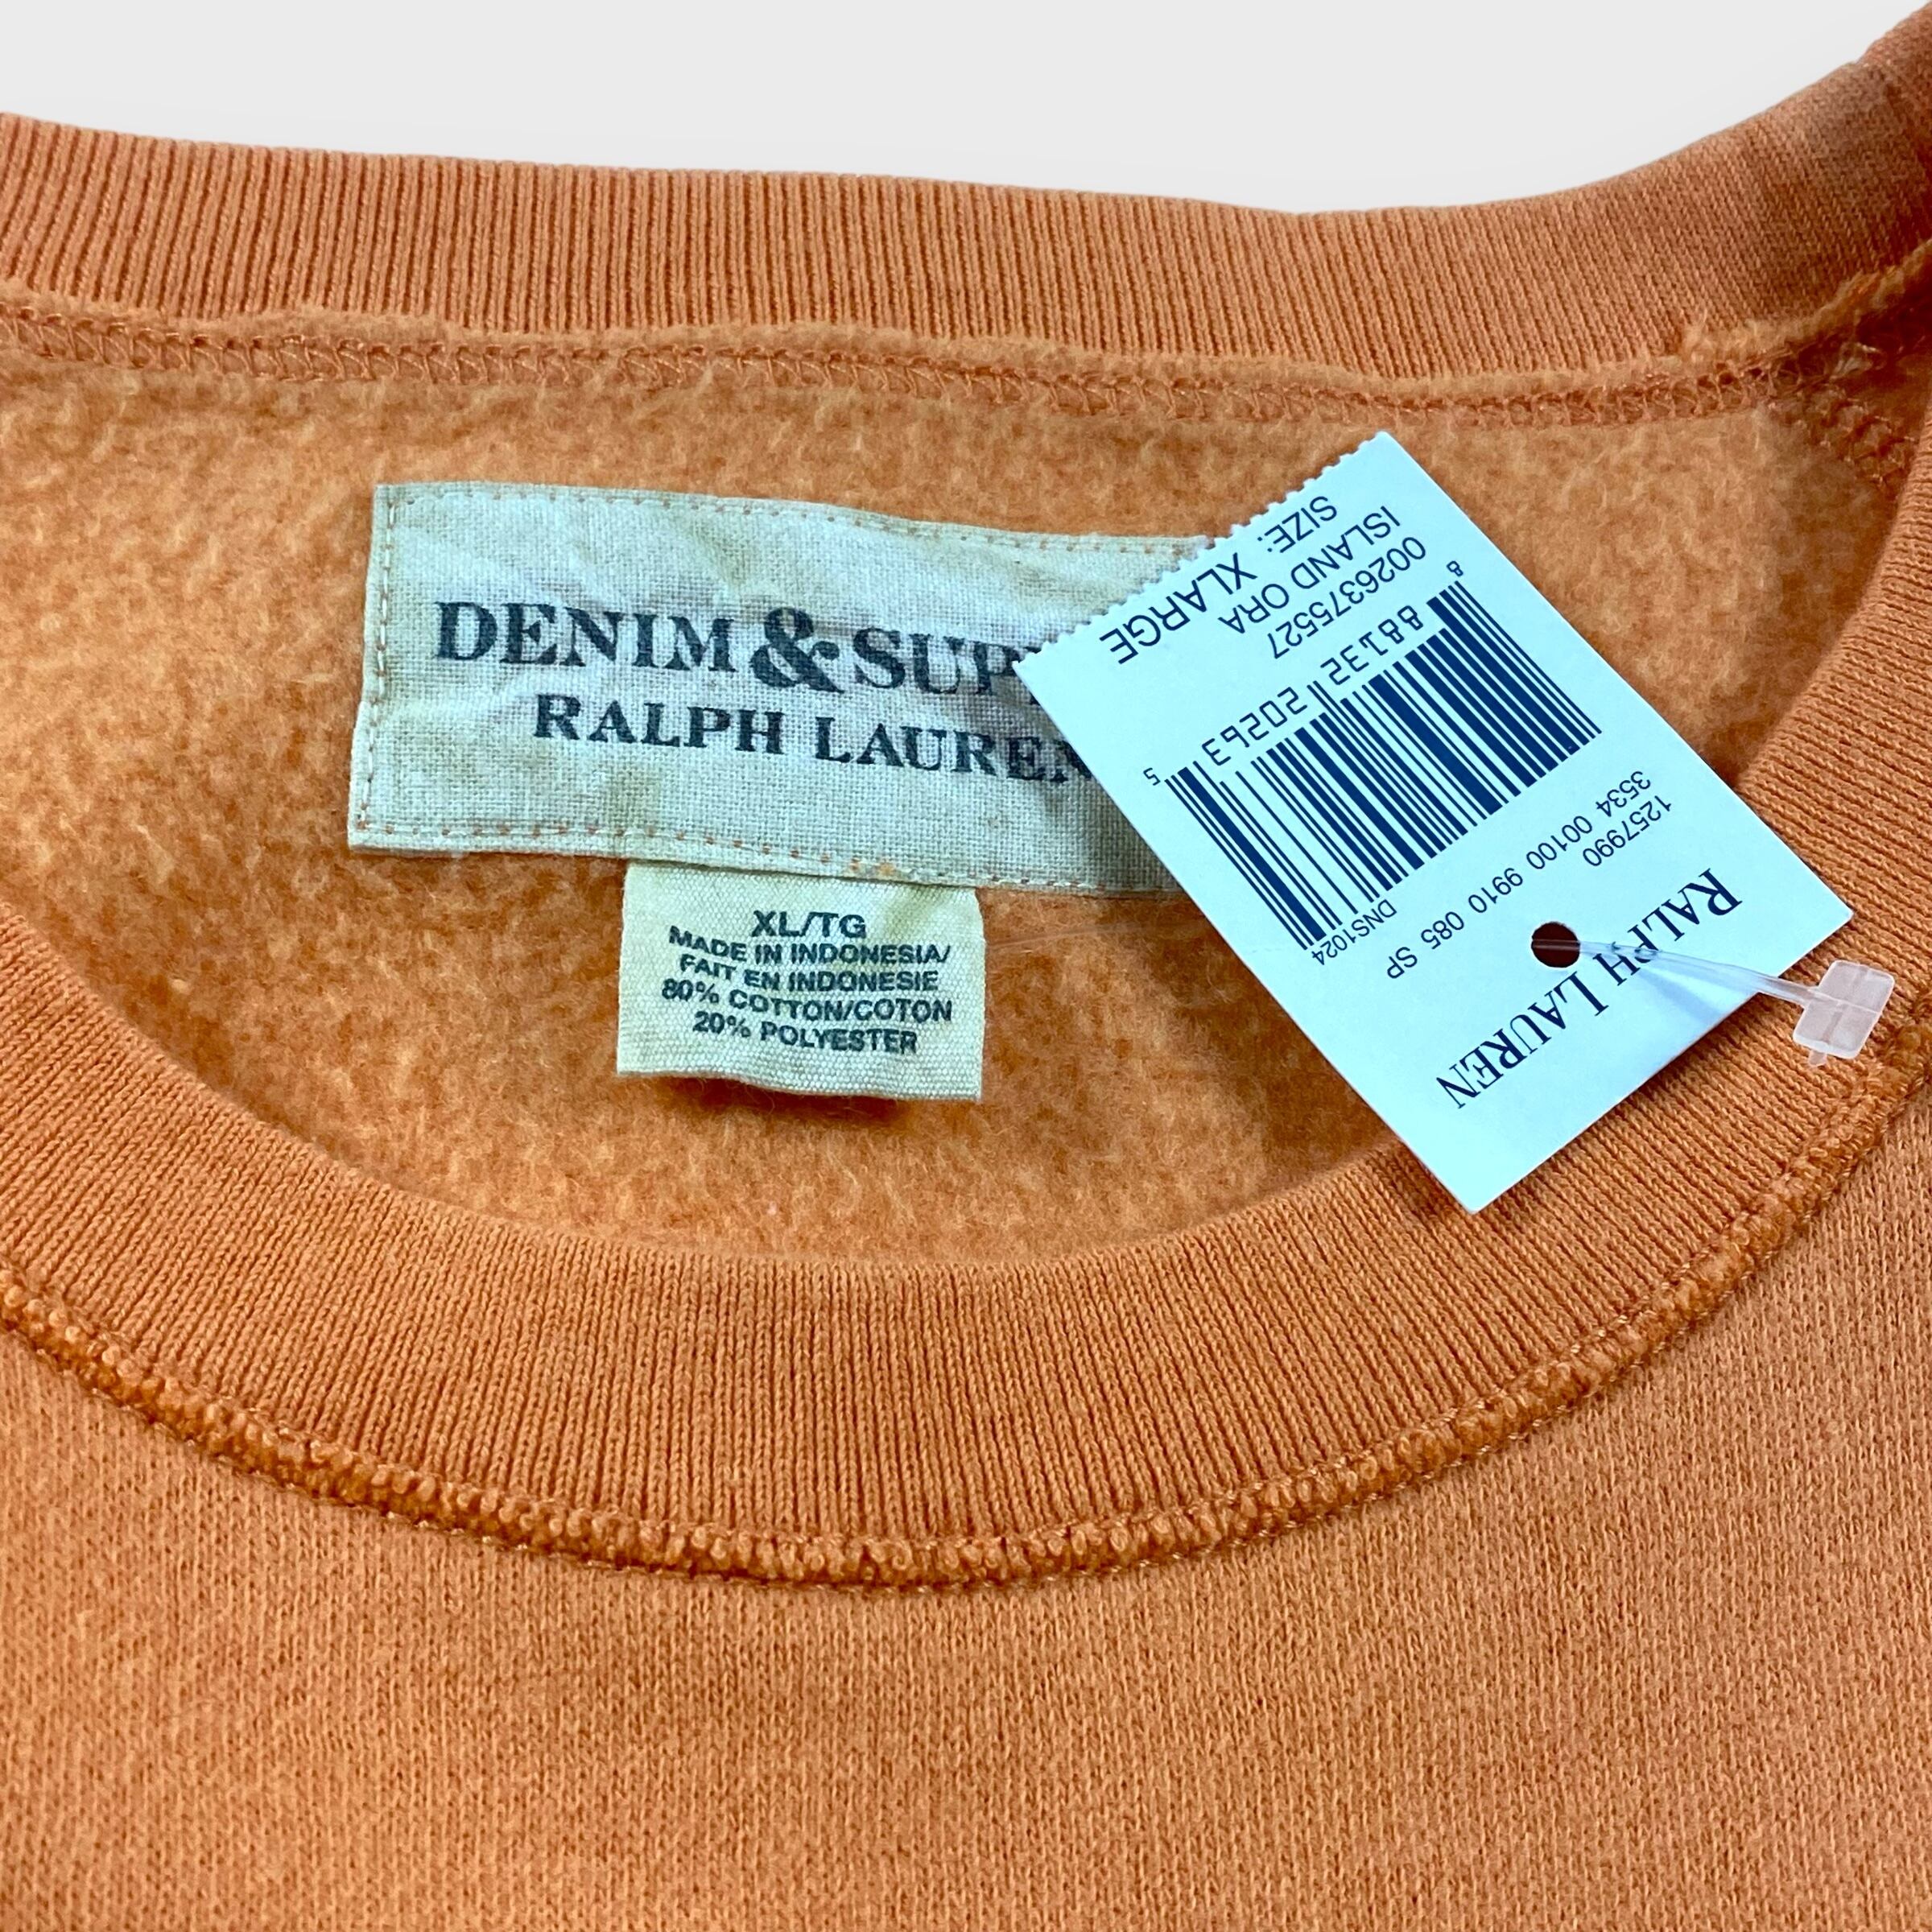 DENIM & SUP
RALPH LAUREN
XL/TG
MADE IN INDONESIA/
FAIT EN INDONESIE
80% COTTON/COTON
20% POLYESTER
RALPH LAUREN
1257990
3534 00100 9910 085 SP
DNS1024
8 88132 20263 5
0026375527
ISLAND ORA
SIZE: XLARGE